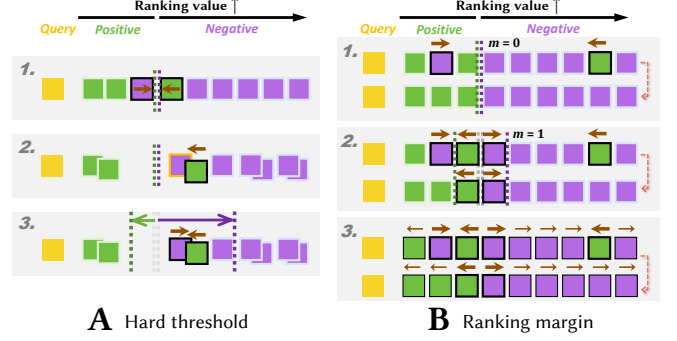 Ranking value ↑
Query Positive Negative
1.
2.
3.
A Hard threshold
Ranking value ↑
Query Positive Negative
1.
m = 0
2.
m = 1
3.
B Ranking margin